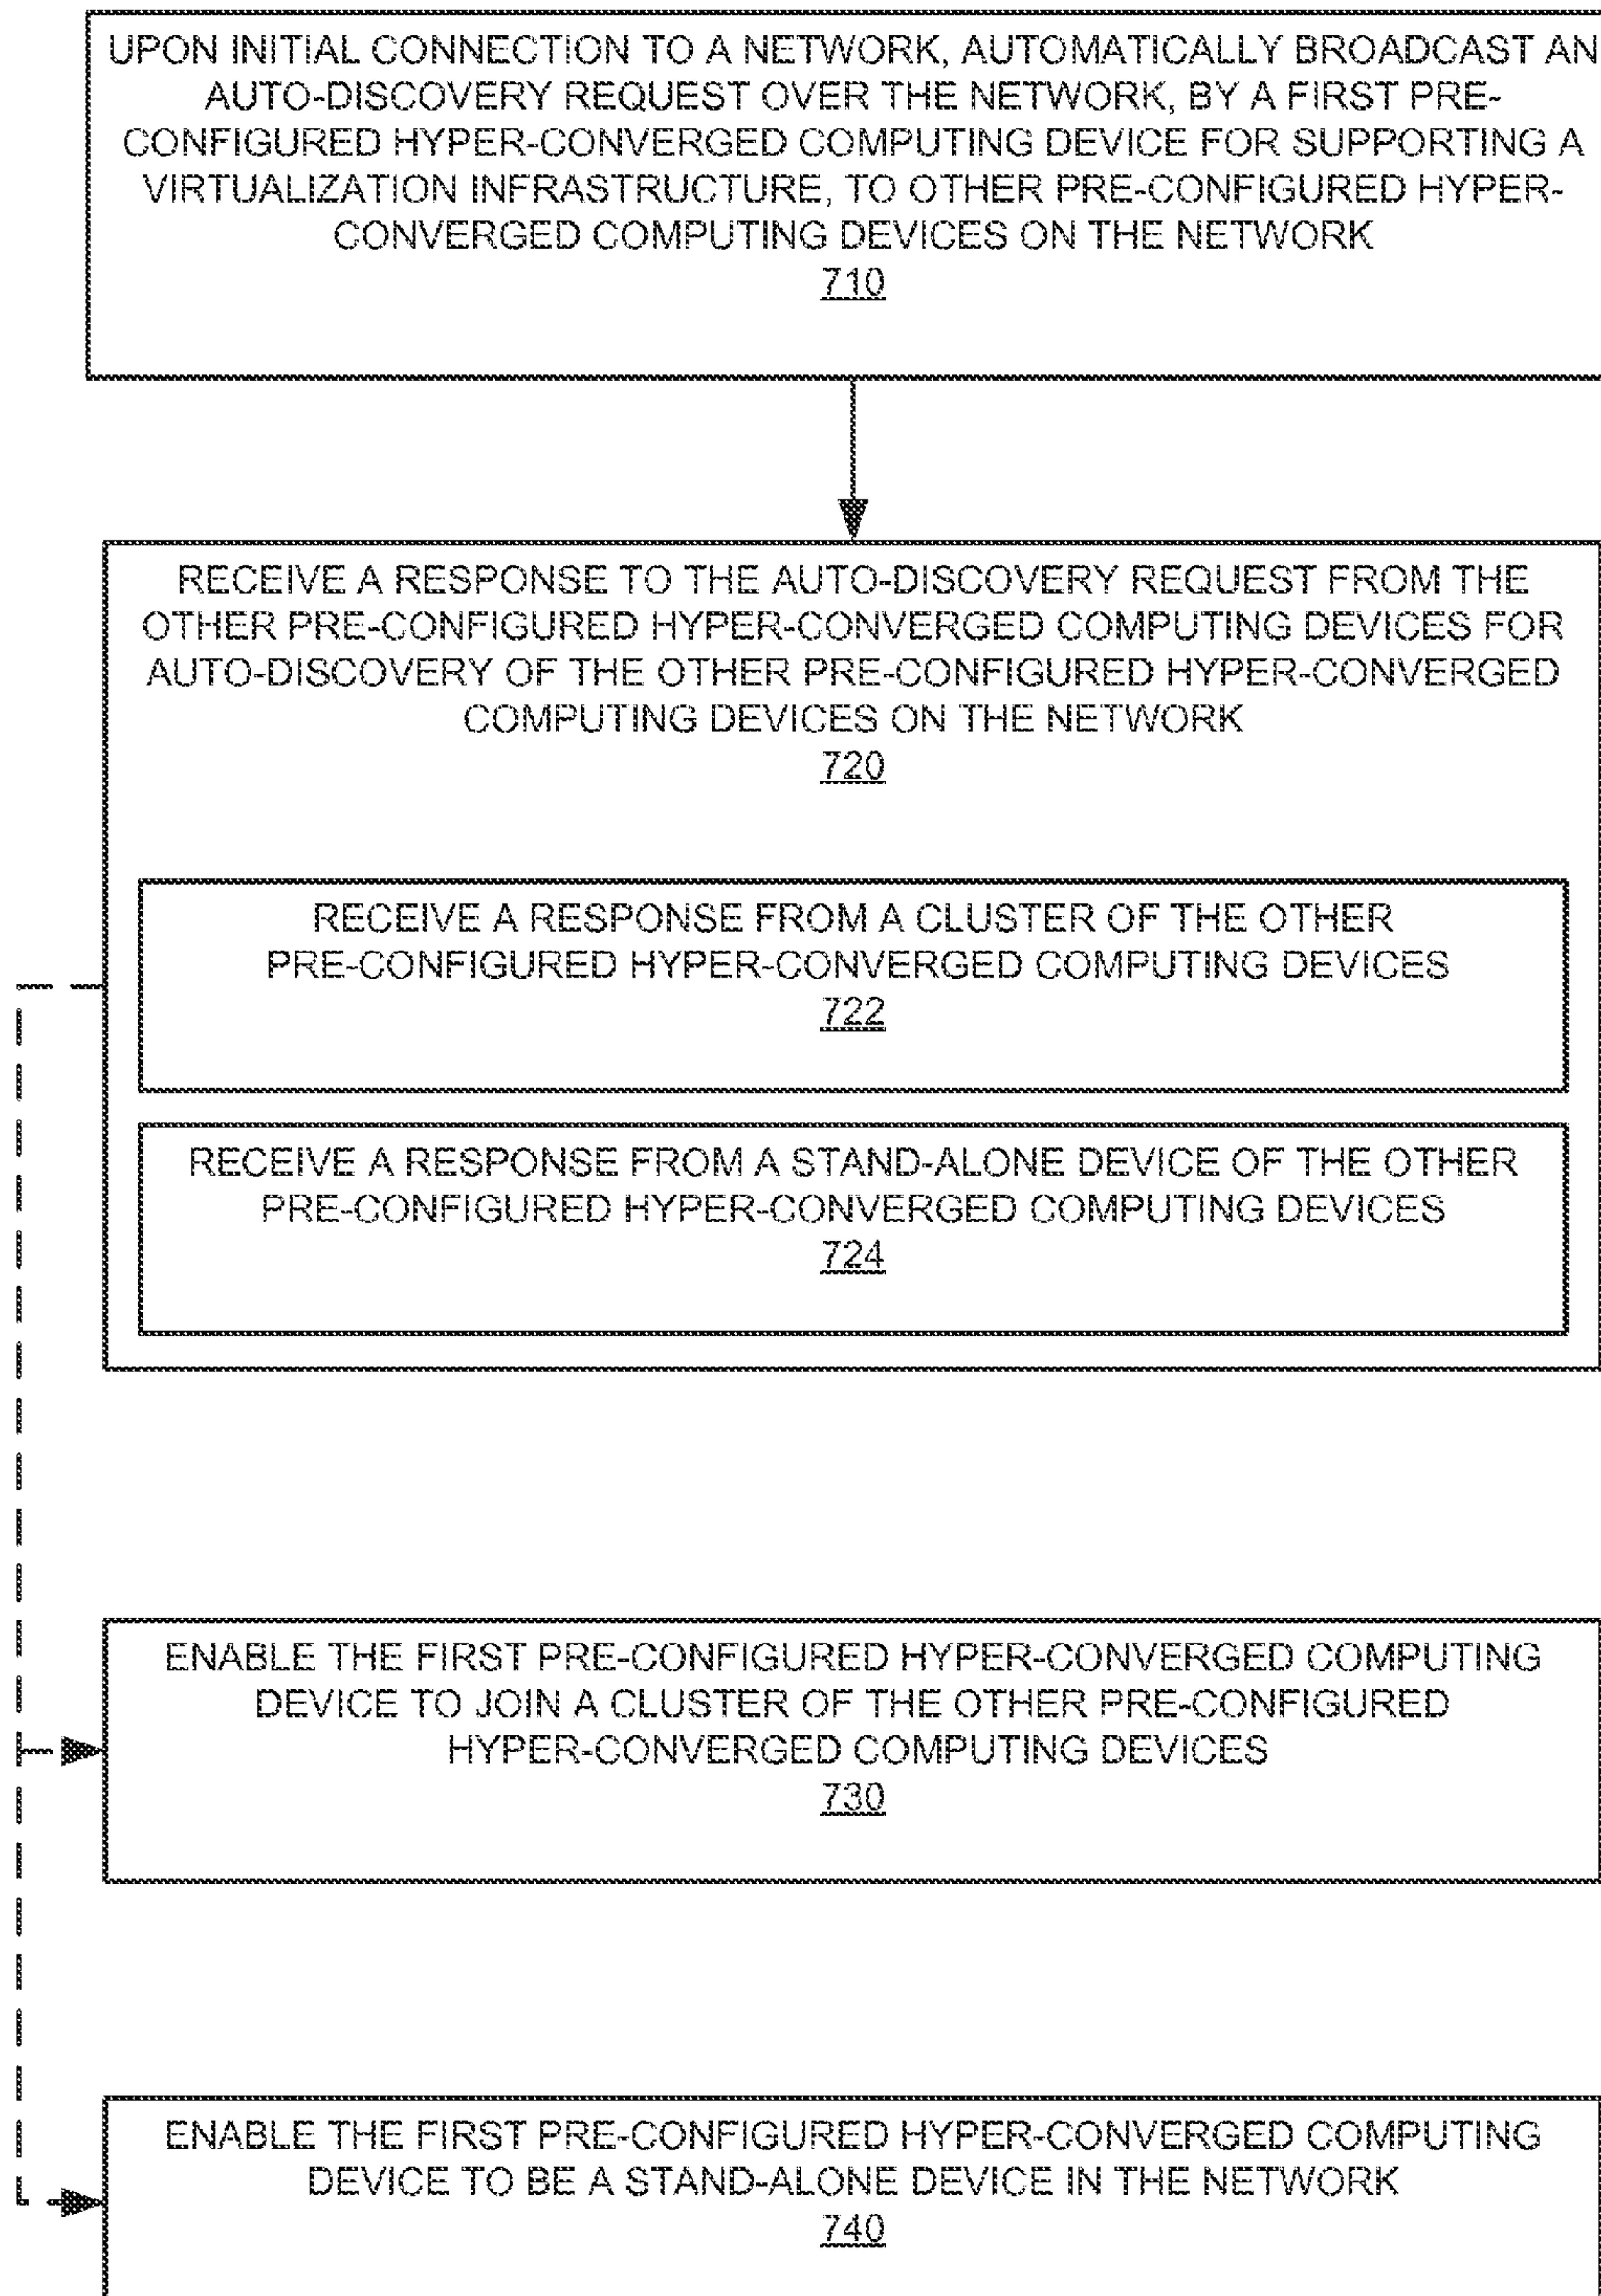 UPON INITIAL CONNECTION TO A NETWORK, AUTOMATICALLY BROADCAST AN
AUTO-DISCOVERY REQUEST OVER THE NETWORK, BY A FIRST PRE-
CONFIGURED HYPER-CONVERGED COMPUTING DEVICE FOR SUPPORTING A
VIRTUALIZATION INFRASTRUCTURE, TO OTHER PRE-CONFIGURED HYPER-
CONVERGED COMPUTING DEVICES ON THE NETWORK
710
RECEIVE A RESPONSE TO THE AUTO-DISCOVERY REQUEST FROM THE
OTHER PRE-CONFIGURED HYPER-CONVERGED COMPUTING DEVICES FOR
AUTO-DISCOVERY OF THE OTHER PRE-CONFIGURED HYPER-CONVERGED
COMPUTING DEVICES ON THE NETWORK
720
RECEIVE A RESPONSE FROM A CLUSTER OF THE OTHER
PRE-CONFIGURED HYPER-CONVERGED COMPUTING DEVICES
722
RECEIVE A RESPONSE FROM A STAND-ALONE DEVICE OF THE OTHER
PRE-CONFIGURED HYPER-CONVERGED COMPUTING DEVICES
724
ENABLE THE FIRST PRE-CONFIGURED HYPER-CONVERGED COMPUTING
DEVICE TO JOIN A CLUSTER OF THE OTHER PRE-CONFIGURED
HYPER-CONVERGED COMPUTING DEVICES
730
ENABLE THE FIRST PRE-CONFIGURED HYPER-CONVERGED COMPUTING
DEVICE TO BE A STAND-ALONE DEVICE IN THE NETWORK
740